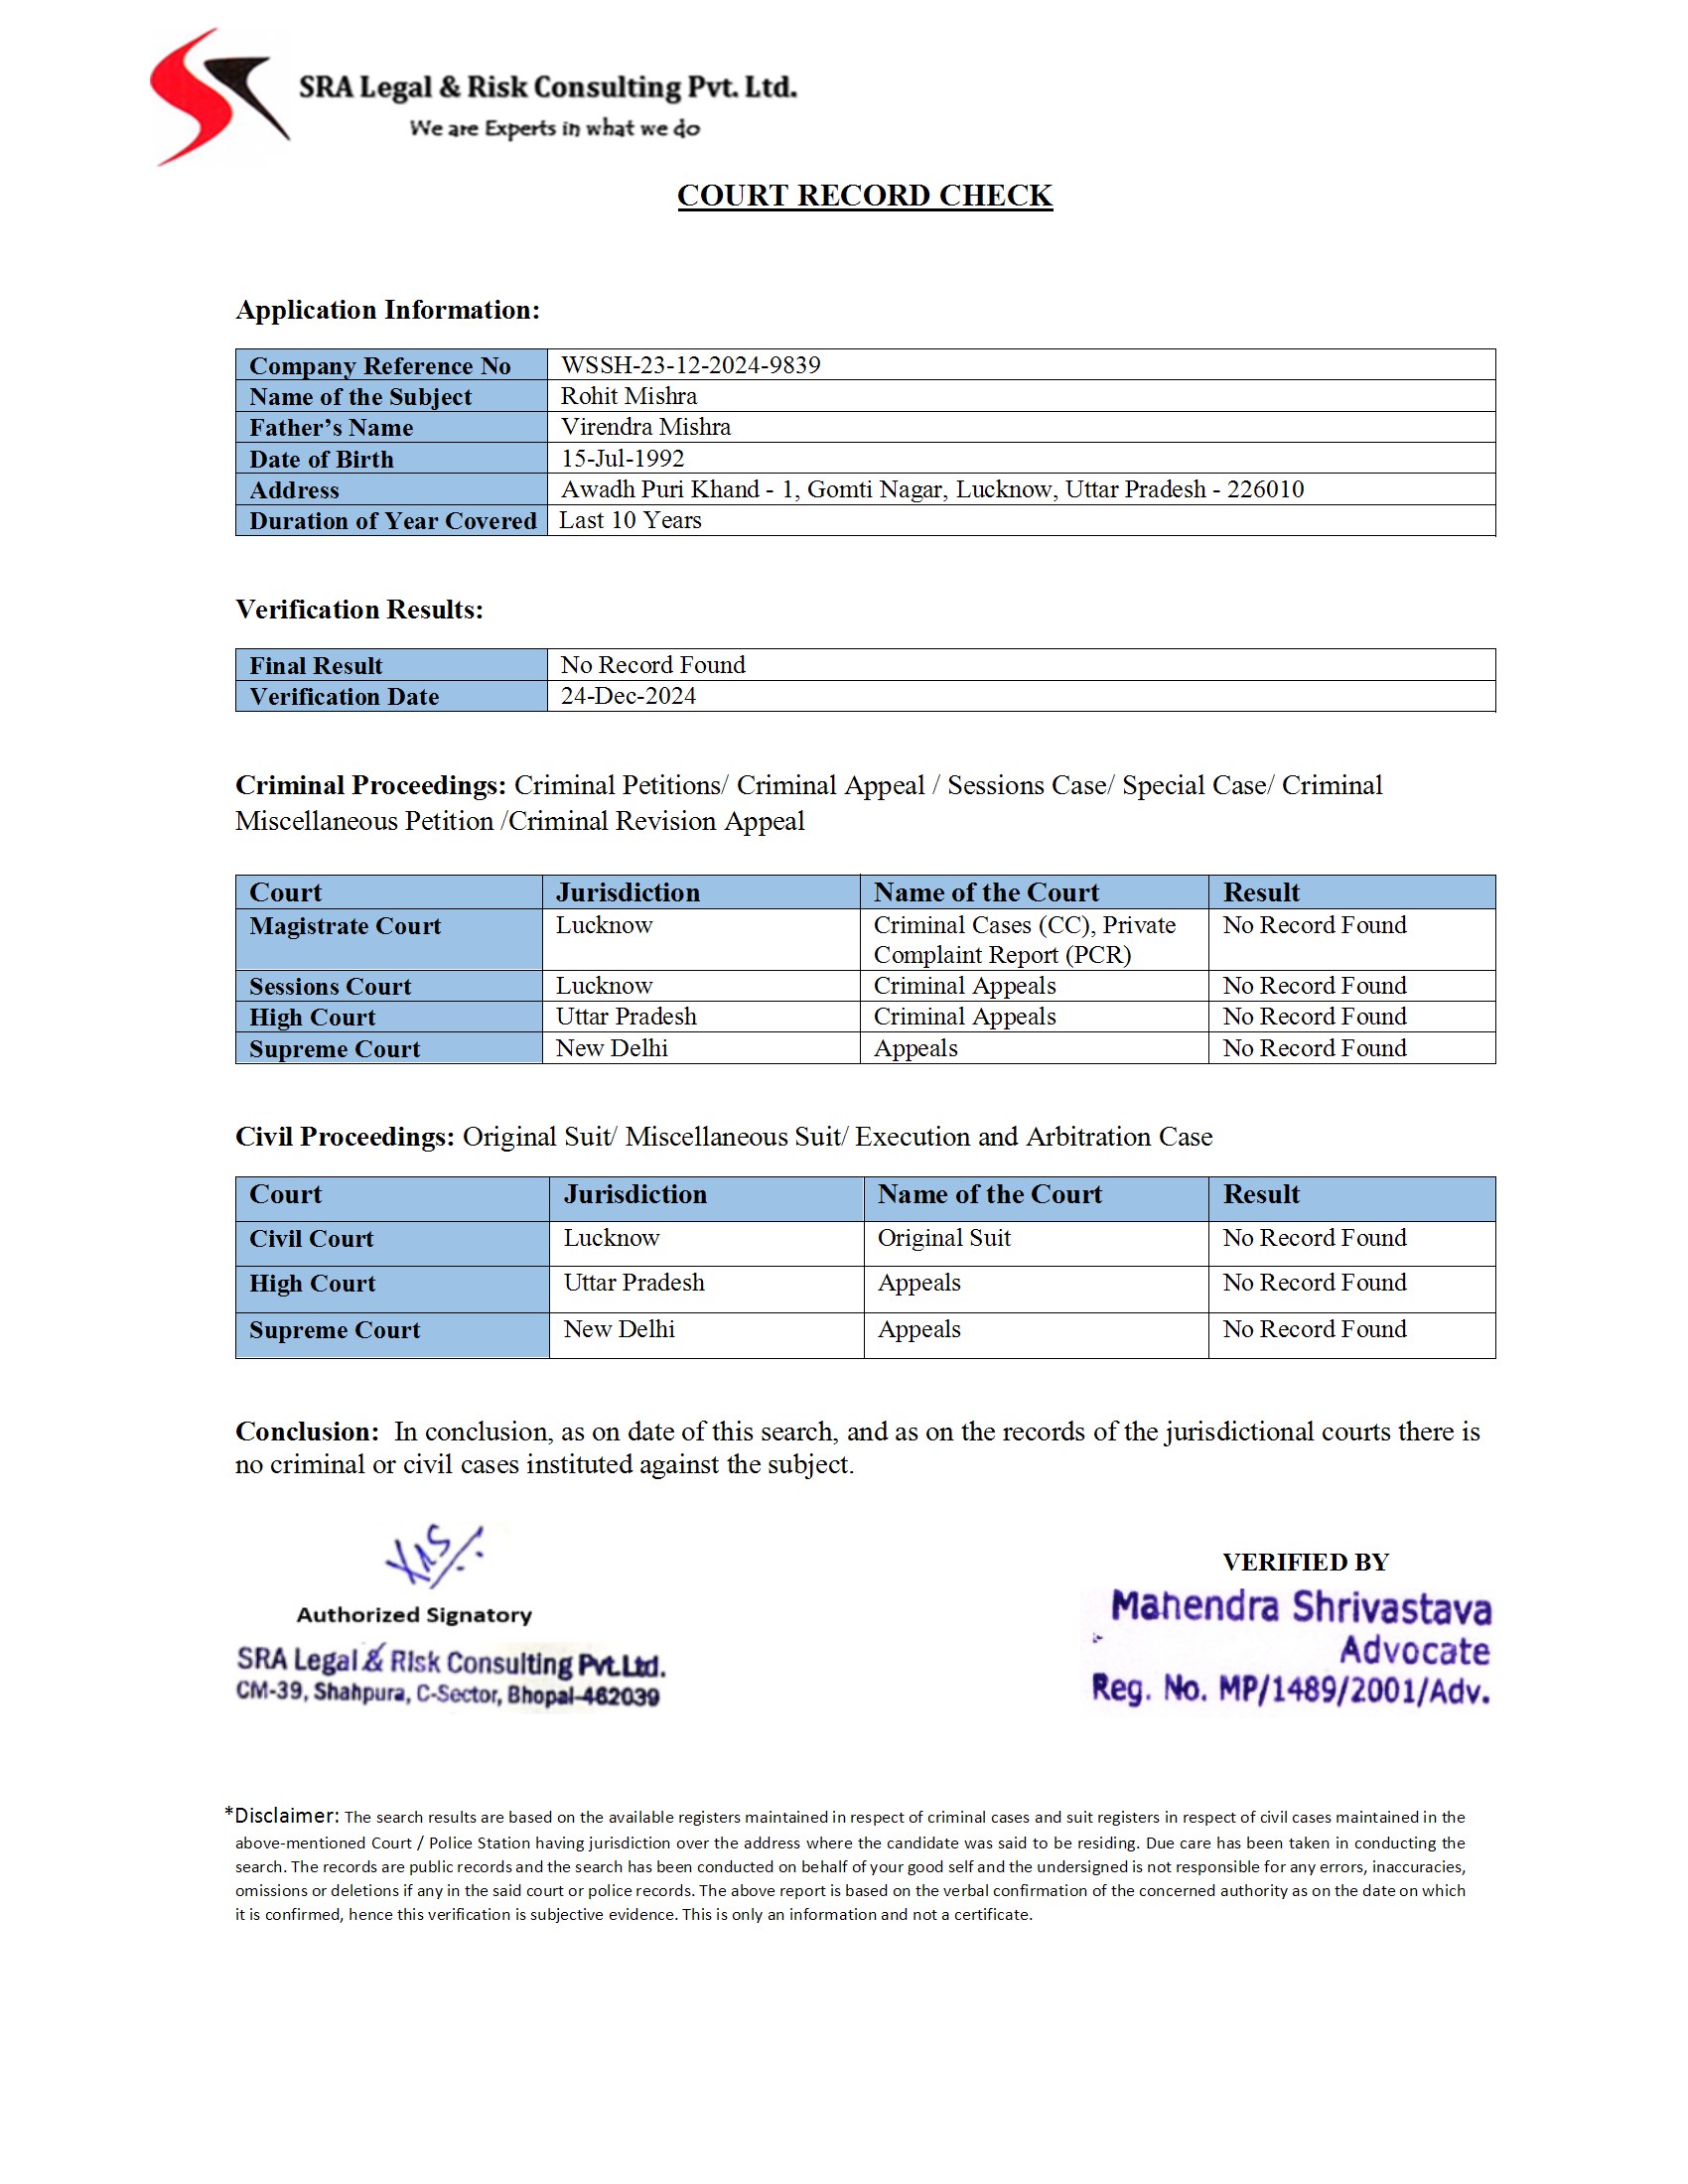 SRA Legal & Risk Consulting Pvt. Ltd.
We are Experts in what we do
COURT RECORD CHECK
Application Information:
Company Reference No WSSH-23-12-2024-9839
Name of the Subject Rohit Mishra
Father’s Name Virendra Mishra
Date of Birth 15-Jul-1992
Address Awadh Puri Khand - 1, Gomti Nagar, Lucknow, Uttar Pradesh - 226010
Duration of Year Covered Last 10 Years
Verification Results:
Final Result No Record Found
Verification Date 24-Dec-2024
Criminal Proceedings: Criminal Petitions/ Criminal Appeal / Sessions Case/ Special Case/ Criminal
Miscellaneous Petition /Criminal Revision Appeal
Court Jurisdiction Name of the Court Result
Magistrate Court Lucknow Criminal Cases (CC), Private No Record Found
Complaint Report (PCR)
Sessions Court Lucknow Criminal Appeals No Record Found
High Court Uttar Pradesh Criminal Appeals No Record Found
Supreme Court New Delhi Appeals No Record Found
Civil Proceedings: Original Suit/ Miscellaneous Suit/ Execution and Arbitration Case
Court Jurisdiction Name of the Court Result
Civil Court Lucknow Original Suit No Record Found
High Court Uttar Pradesh Appeals No Record Found
Supreme Court New Delhi Appeals No Record Found
Conclusion: In conclusion, as on date of this search, and as on the records of the jurisdictional courts there is
no criminal or civil cases instituted against the subject.
Authorized Signatory
SRA Legal & Risk Consulting Pvt. Ltd.
CM-39, Shahpura, C-Sector, Bhopal-462039
VERIFIED BY
Mahendra Shrivastava
Advocate
Reg. No. MP/1489/2001/Adv.
*Disclaimer: The search results are based on the available registers maintained in respect of criminal cases and suit registers in respect of civil cases maintained in the
above-mentioned Court / Police Station having jurisdiction over the address where the candidate was said to be residing. Due care has been taken in conducting the
search. The records are public records and the search has been conducted on behalf of your good self and the undersigned is not responsible for any errors, inaccuracies,
omissions or deletions if any in the said court or police records. The above report is based on the verbal confirmation of the concerned authority as on the date on which
it is confirmed, hence this verification is subjective evidence. This is only an information and not a certificate.